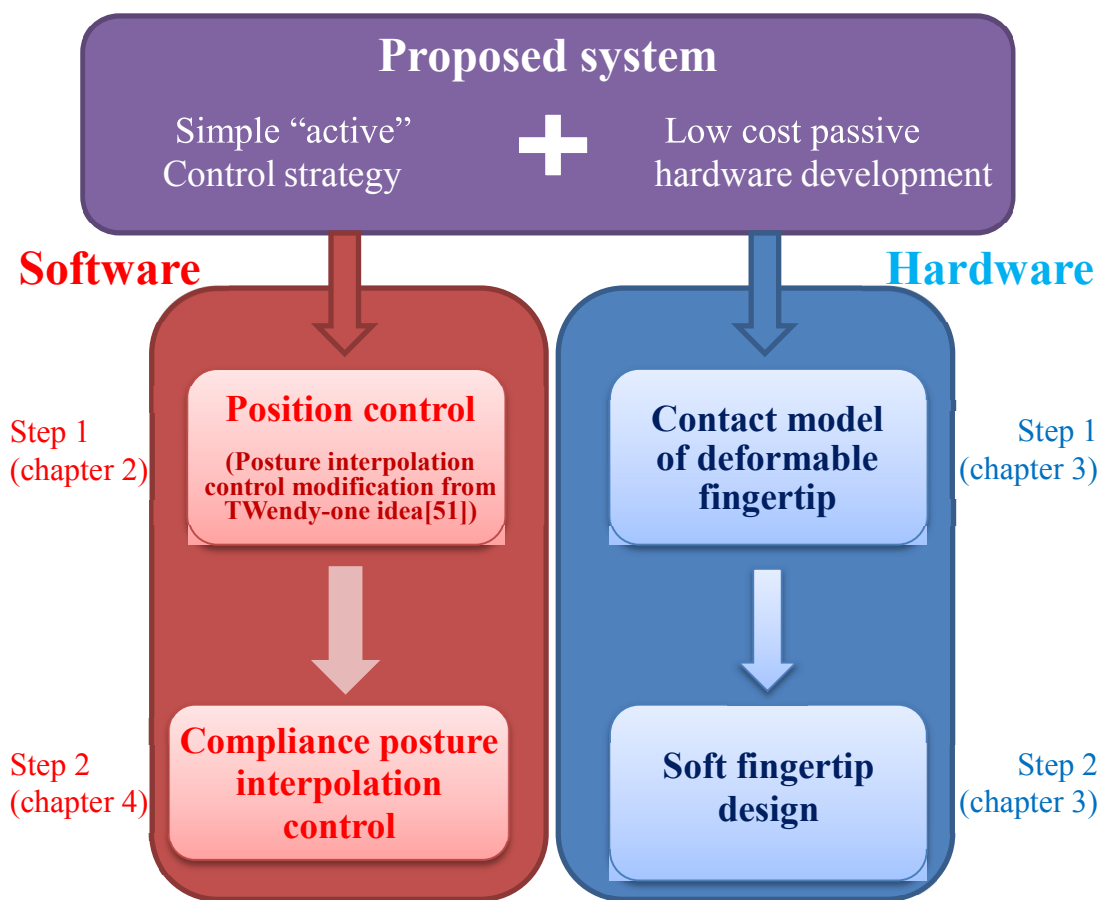 Proposed system
Simple “active”
Control strategy
+
Low cost passive
hardware development
Software
Hardware
Step 1
(chapter 2)
Position control
(Posture interpolation
control modification from
TWendy-one idea[51])
Contact model
of deformable
fingertip
Step 1
(chapter 3)
Step 2
(chapter 4)
Compliance posture
interpolation
control
Soft fingertip
design
Step 2
(chapter 3)